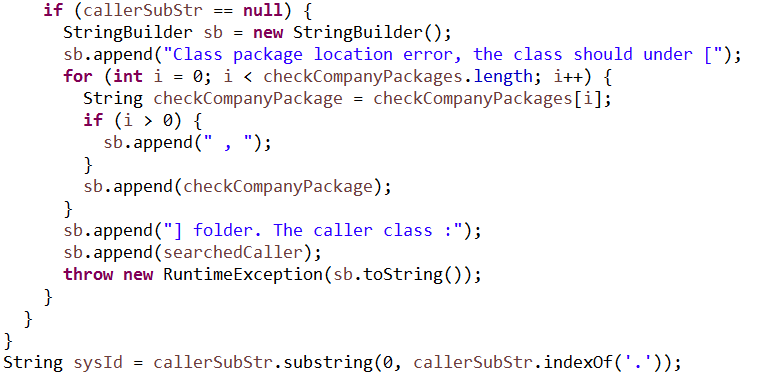 if (callerSubStr == null) {
StringBuilder sb = new StringBuilder();
sb.append("Class package location error, the class should under [");
for (int i = 0; i < checkCompanyPackages.length; i++) {
String checkCompanyPackage = checkCompanyPackages[i];
if (i > 0) {
sb.append(" , ");
}
sb.append(checkCompanyPackage);
}
sb.append("] folder. The caller class :");
sb.append(searchedCaller);
throw new RuntimeException(sb.toString());
}
}
}
String sysId = callerSubStr.substring(0, callerSubStr.indexOf('.'));